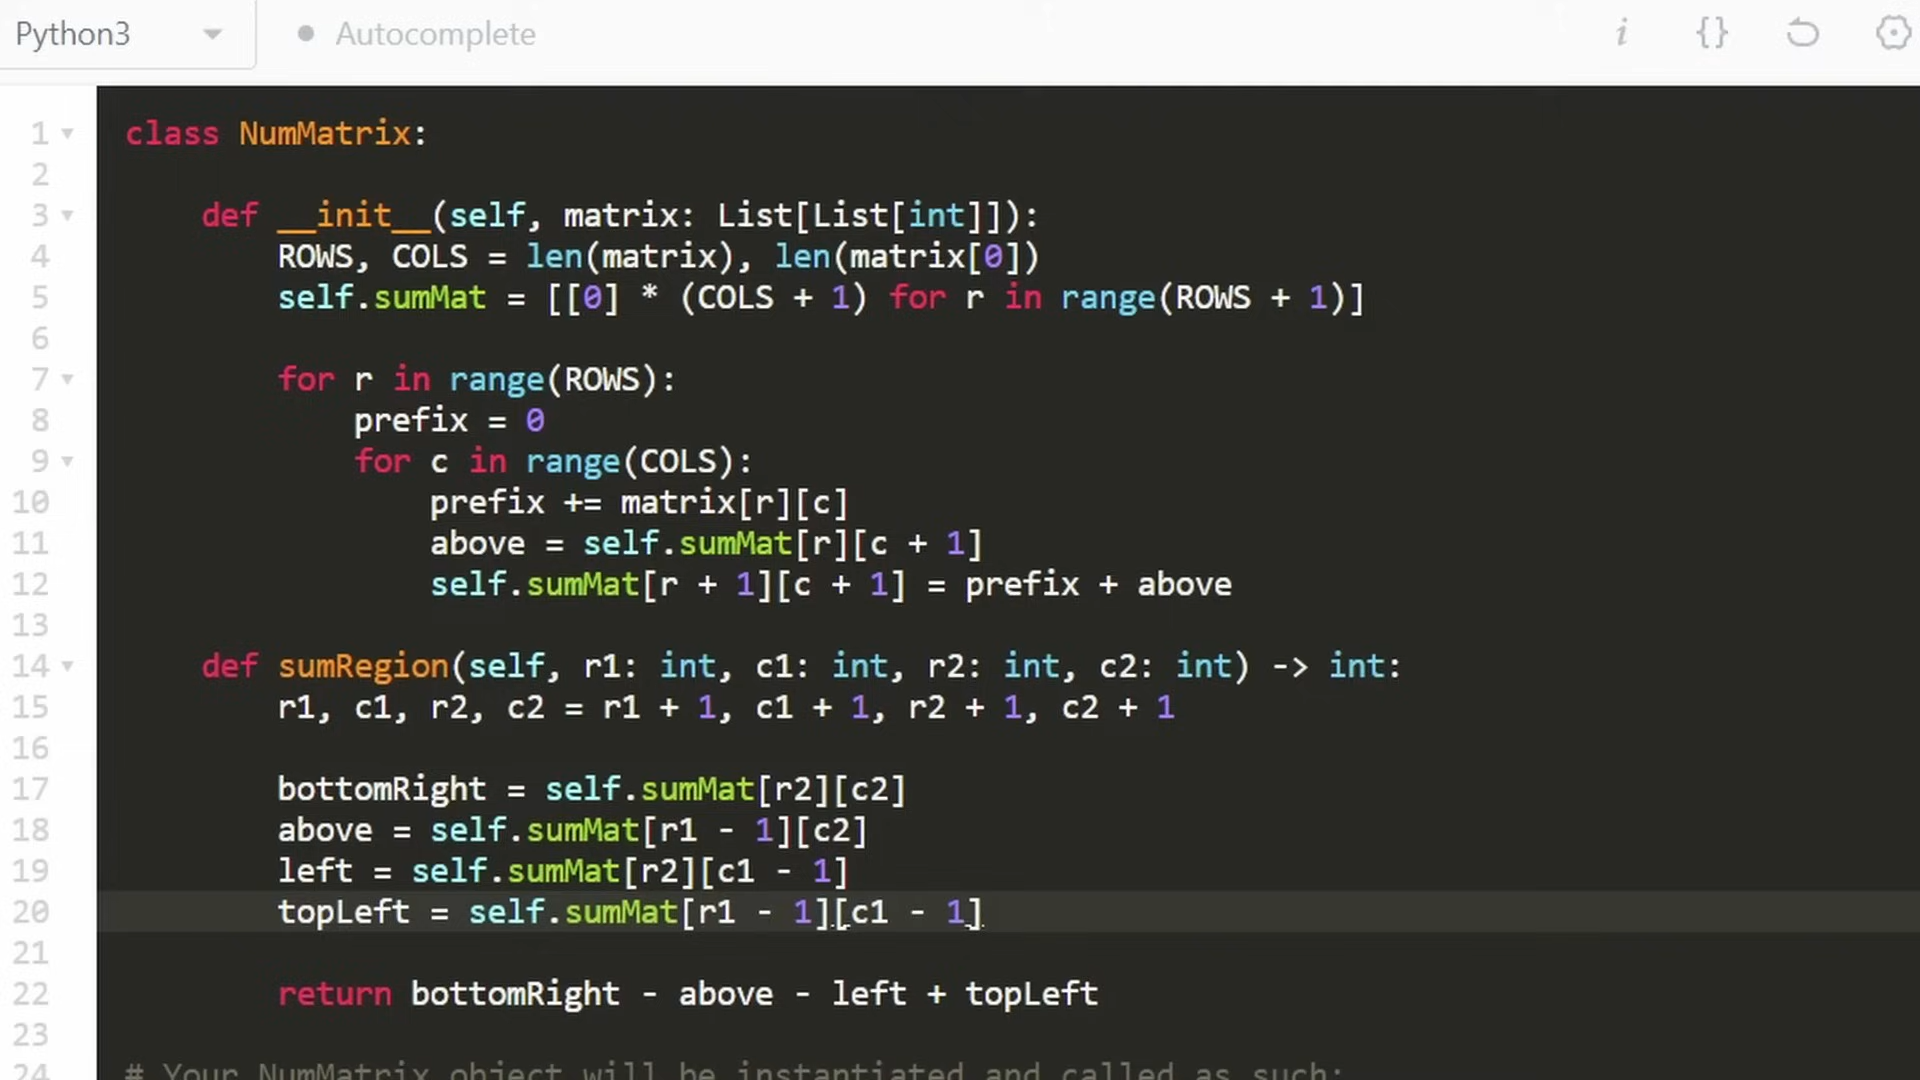 Python3 Autocomplete i {}
1 class NumMatrix:
2
3 def __init__(self, matrix: List[List[int]]):
4 ROWS, COLS = len(matrix), len(matrix[0])
5 self.sumMat = [[0] * (COLS + 1) for r in range(ROWS + 1)]
6
7 for r in range(ROWS):
8 prefix = 0
9 for c in range(COLS):
10 prefix += matrix[r][c]
11 above = self.sumMat[r][c + 1]
12 self.sumMat[r + 1][c + 1] = prefix + above
13
14 def sumRegion(self, r1: int, c1: int, r2: int, c2: int) -> int:
15 r1, c1, r2, c2 = r1 + 1, c1 + 1, r2 + 1, c2 + 1
16
17 bottomRight = self.sumMat[r2][c2]
18 above = self.sumMat[r1 - 1][c2]
19 left = self.sumMat[r2][c1 - 1]
20 topLeft = self.sumMat[r1 - 1][c1 - 1]
21
22 return bottomRight - above - left + topLeft
23
24 # Your NumMatrix object will be instantiated and called as such: